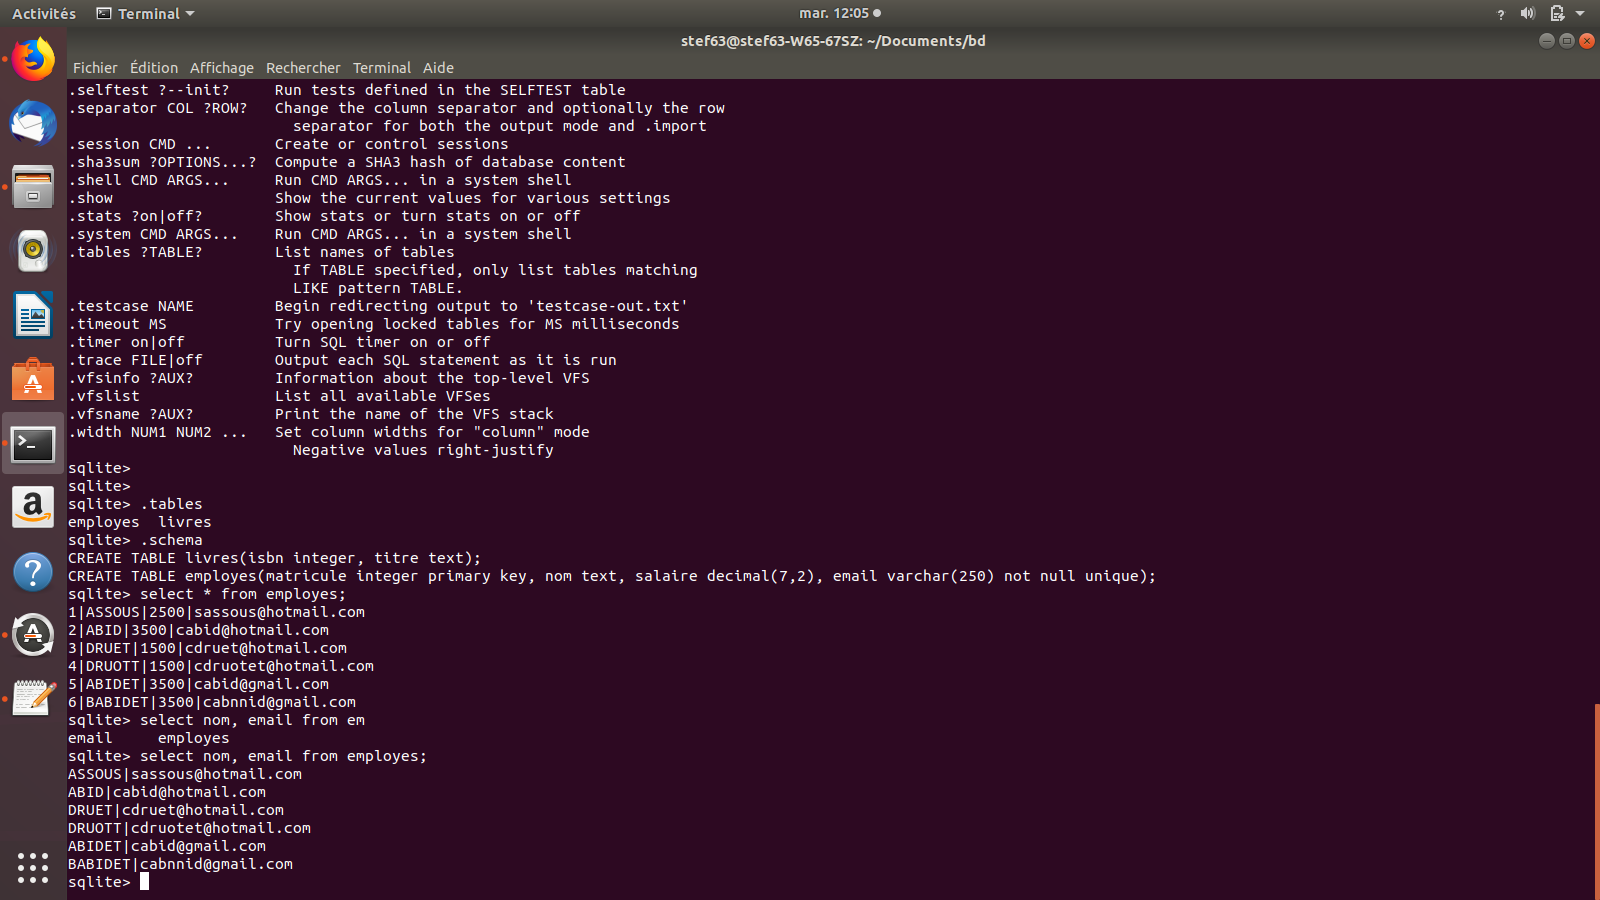 Activités Terminal mar. 12:05
stef63@stef63-W65-67SZ: ~/Documents/bd
Fichier Édition Affichage Rechercher Terminal Aide
.selftest ?--init?     Run tests defined in the SELFTEST table
.separator COL ?ROW?   Change the column separator and optionally the row
                         separator for both the output mode and .import
.session CMD ...       Create or control sessions
.sha3sum ?OPTIONS...?  Compute a SHA3 hash of database content
.shell CMD ARGS...     Run CMD ARGS... in a system shell
.show                  Show the current values for various settings
.stats ?on|off?        Show stats or turn stats on or off
.system CMD ARGS...    Run CMD ARGS... in a system shell
.tables ?TABLE?        List names of tables
                         If TABLE specified, only list tables matching
                         LIKE pattern TABLE.
.testcase NAME         Begin redirecting output to 'testcase-out.txt'
.timeout MS            Try opening locked tables for MS milliseconds
.timer on|off          Turn SQL timer on or off
.trace FILE|off        Output each SQL statement as it is run
.vfsinfo ?AUX?         Information about the top-level VFS
.vfslist               List all available VFSes
.vfsname ?AUX?         Print the name of the VFS stack
.width NUM1 NUM2 ...   Set column widths for "column" mode
                         Negative values right-justify
sqlite>
sqlite>
sqlite> .tables
employes  livres
sqlite> .schema
CREATE TABLE livres(isbn integer, titre text);
CREATE TABLE employes(matricule integer primary key, nom text, salaire decimal(7,2), email varchar(250) not null unique);
sqlite> select * from employes;
1|ASSOUS|2500|sassous@hotmail.com
2|ABID|3500|cabid@hotmail.com
3|DRUET|1500|cdruet@hotmail.com
4|DRUOTT|1500|cdruotet@hotmail.com
5|ABIDET|3500|cabid@gmail.com
6|BABIDET|3500|cabnnid@gmail.com
sqlite> select nom, email from em
email     employes
sqlite> select nom, email from employes;
ASSOUS|sassous@hotmail.com
ABID|cabid@hotmail.com
DRUET|cdruet@hotmail.com
DRUOTT|cdruotet@hotmail.com
ABIDET|cabid@gmail.com
BABIDET|cabnnid@gmail.com
sqlite>